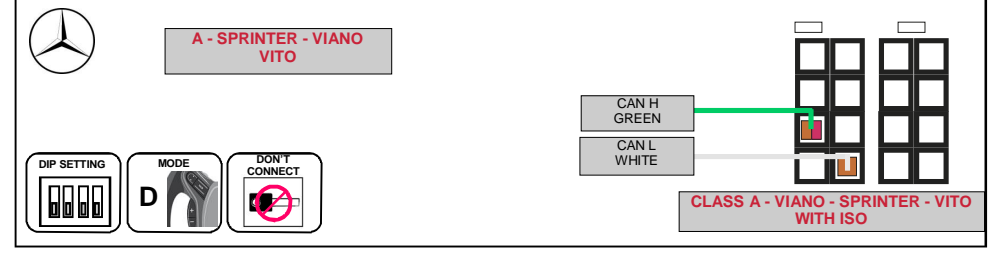 A - SPRINTER - VIANO
VITO
CAN H
GREEN
CAN L
WHITE
DIP SETTING
MODE
D
DON'T
CONNECT
CLASS A - VIANO - SPRINTER - VITO
WITH ISO